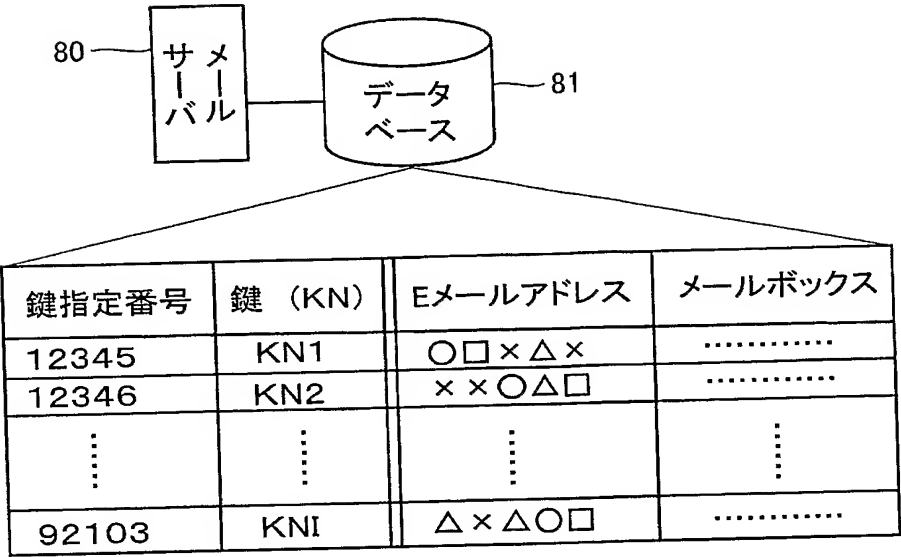 80
メール
サーバ
データ
ベース
81
鍵指定番号 鍵 (KN) Eメールアドレス メールボックス
12345 KN1 ○□×△× …………
12346 KN2 ××○△□ …………
⋮ ⋮ ⋮ ⋮
92103 KNI △×△○□ …………